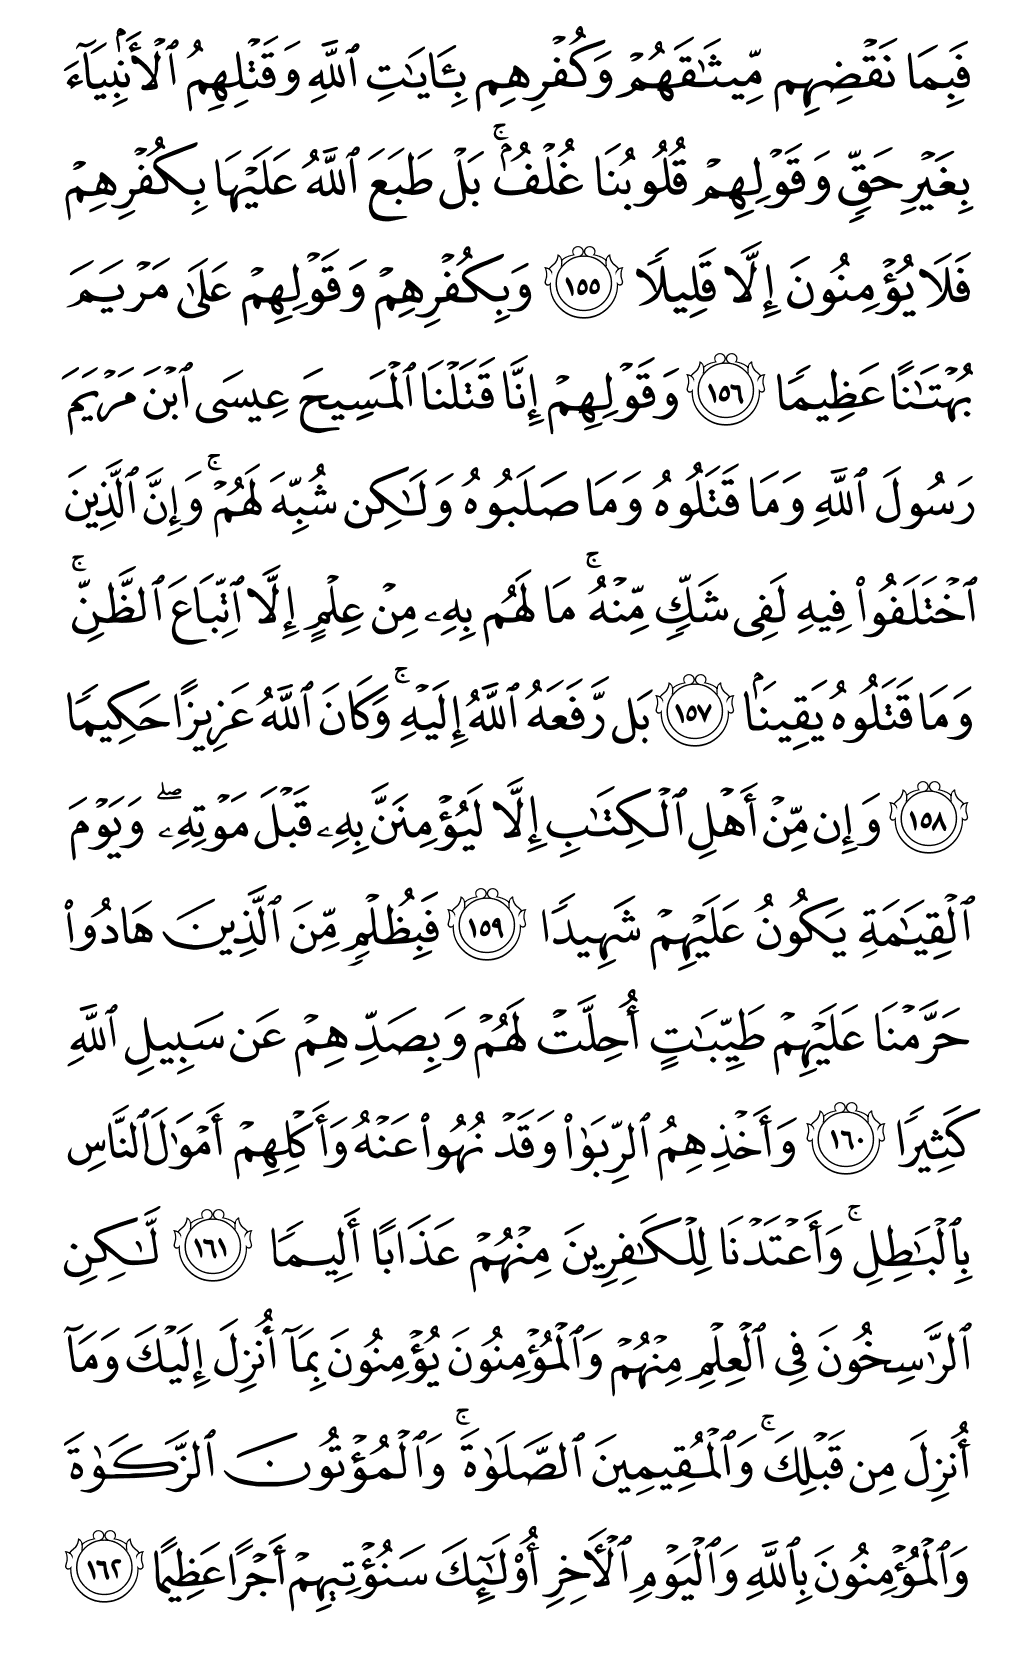 فَبِمَا نَقْضِهِم مِّيثَـٰقَهُمْ وَكُفْرِهِم بِـَٔايَـٰتِ ٱللَّهِ وَقَتْلِهِمُ ٱلْأَنۢبِيَآءَ
بِغَيْرِ حَقٍّ وَقَوْلِهِمْ قُلُوبُنَا غُلْفٌۢ ۚ بَلْ طَبَعَ ٱللَّهُ عَلَيْهَا بِكُفْرِهِمْ
فَلَا يُؤْمِنُونَ إِلَّا قَلِيلًا ١٥٥ وَبِكُفْرِهِمْ وَقَوْلِهِمْ عَلَىٰ مَرْيَمَ
بُهْتَـٰنًا عَظِيمًا ١٥٦ وَقَوْلِهِمْ إِنَّا قَتَلْنَا ٱلْمَسِيحَ عِيسَى ٱبْنَ مَرْيَمَ
رَسُولَ ٱللَّهِ وَمَا قَتَلُوهُ وَمَا صَلَبُوهُ وَلَـٰكِن شُبِّهَ لَهُمْ ۚ وَإِنَّ ٱلَّذِينَ
ٱخْتَلَفُوا۟ فِيهِ لَفِى شَكٍّ مِّنْهُ ۚ مَا لَهُم بِهِۦ مِنْ عِلْمٍ إِلَّا ٱتِّبَاعَ ٱلظَّنِّ ۚ
وَمَا قَتَلُوهُ يَقِينًۢا ١٥٧ بَل رَّفَعَهُ ٱللَّهُ إِلَيْهِ ۚ وَكَانَ ٱللَّهُ عَزِيزًا حَكِيمًا
١٥٨ وَإِن مِّنْ أَهْلِ ٱلْكِتَـٰبِ إِلَّا لَيُؤْمِنَنَّ بِهِۦ قَبْلَ مَوْتِهِۦ ۖ وَيَوْمَ
ٱلْقِيَـٰمَةِ يَكُونُ عَلَيْهِمْ شَهِيدًا ١٥٩ فَبِظُلْمٍ مِّنَ ٱلَّذِينَ هَادُوا۟
حَرَّمْنَا عَلَيْهِمْ طَيِّبَـٰتٍ أُحِلَّتْ لَهُمْ وَبِصَدِّهِمْ عَن سَبِيلِ ٱللَّهِ
كَثِيرًا ١٦٠ وَأَخْذِهِمُ ٱلرِّبَوٰا۟ وَقَدْ نُهُوا۟ عَنْهُ وَأَكْلِهِمْ أَمْوَٰلَ ٱلنَّاسِ
بِٱلْبَـٰطِلِ ۚ وَأَعْتَدْنَا لِلْكَـٰفِرِينَ مِنْهُمْ عَذَابًا أَلِيمًا ١٦١ لَّـٰكِنِ
ٱلرَّٰسِخُونَ فِى ٱلْعِلْمِ مِنْهُمْ وَٱلْمُؤْمِنُونَ يُؤْمِنُونَ بِمَآ أُنزِلَ إِلَيْكَ وَمَآ
أُنزِلَ مِن قَبْلِكَ ۚ وَٱلْمُقِيمِينَ ٱلصَّلَوٰةَ ۚ وَٱلْمُؤْتُونَ ٱلزَّكَوٰةَ
وَٱلْمُؤْمِنُونَ بِٱللَّهِ وَٱلْيَوْمِ ٱلْـَٔاخِرِ أُو۟لَـٰٓئِكَ سَنُؤْتِيهِمْ أَجْرًا عَظِيمًا ١٦٢